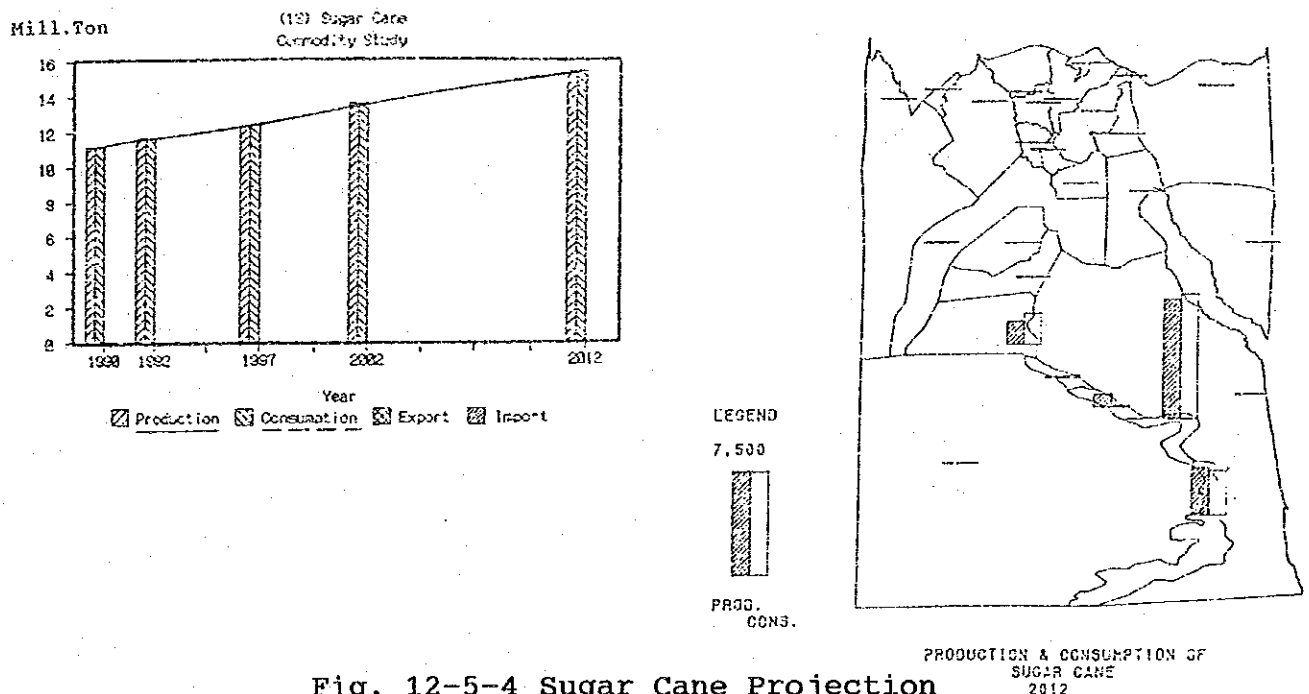 Mill.Ton
(12) Sugar Cane
Commodity Study
16
14
12
10
8
6
4
2
0
1990 1992 1997 2002 2012
Year
Production Consumation Export Import
LEGEND
7,500
PROD.
CONS.
PRODUCTION & CONSUMPTION OF
SUGAR CANE
2012
Fig. 12-5-4 Sugar Cane Projection